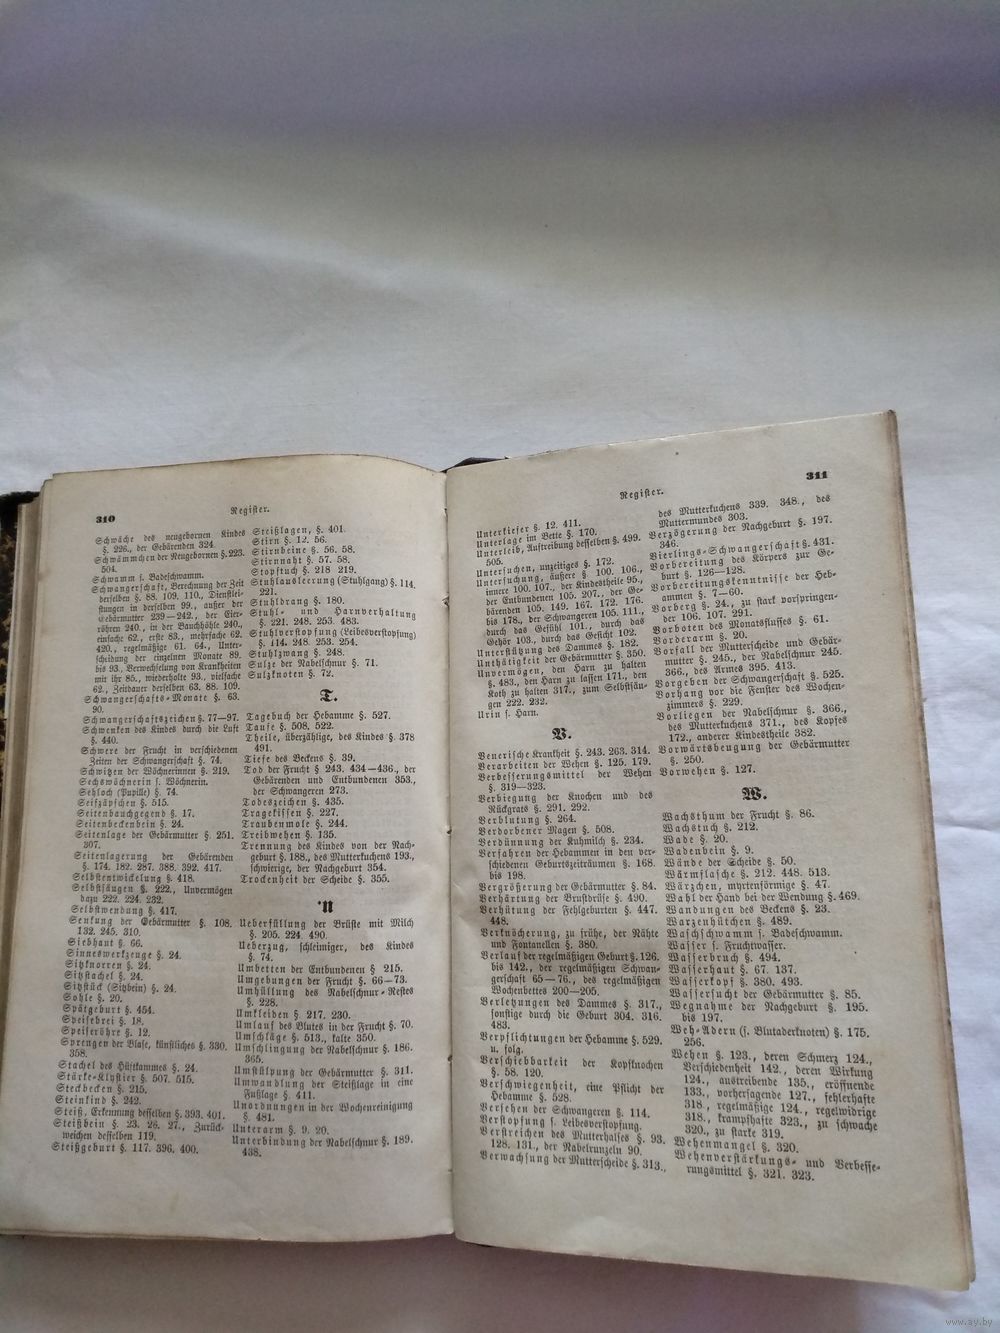 310
Register.
Schwäche des neugebornen Kindes
§. 226., der Gebärenden 324.
Schwämmchen der Neugebornen §. 223.
504.
Schwamm s. Badeschwamm.
Schwangerschaft, Berechnung der Zeit
derselben §. 88. 109. 110., Dienstlei-
stungen in derselben 99., außer der
Gebärmutter 239—242., der Eier-
röhren 240., in der Bauchhöhle 240.,
einfache 62., erste 83., mehrfache 62.
420., regelmäßige 61. 64., Unter-
scheidung der einzelnen Monate 89.
bis 93., Verwechselung von Krankheiten
mit ihr 85., wiederholte 93., vielfache
62., Zeitdauer derselben 63. 88. 109.
Schwangerschafts-Monate §. 63.
90.
Schwangerschaftszeichen §. 77—97.
Schwenken des Kindes durch die Luft
§. 440.
Schwere der Frucht in verschiedenen
Zeiten der Schwangerschaft §. 74.
Schwitzen der Wöchnerinnen §. 219.
Sechswöchnerin s. Wöchnerin.
Sehloch (Pupille) §. 74.
Seifzäpfchen §. 515.
Seitenbauchgegend §. 17.
Seitenbeckenbein §. 24.
Seitenlage der Gebärmutter §. 251.
307.
Seitenlagerung der Gebärenden
§. 174. 182. 287. 388. 392. 417.
Selbstentwickelung §. 418.
Selbstsäugen §. 222., Unvermögen
dazu 222. 224. 232.
Selbstwendung §. 417.
Senkung der Gebärmutter §. 108.
132. 245. 310.
Siebhaut §. 66.
Sinneswerkzeuge §. 24.
Sitzknorren §. 24.
Sitzstachel §. 24.
Sitzstück (Sitzbein) §. 24.
Sohle §. 20.
Spätgeburt §. 454.
Speisebrei §. 18.
Speiseröhre §. 12.
Sprengen der Blase, künstliches §. 330.
358.
Stachel des Hüftkammes §. 24.
Stärke-Klystier §. 507. 515.
Steckbecken §. 215.
Steinkind §. 242.
Steiß, Erkennung desselben §. 393. 401.
Steißbein §. 23. 26. 27., Zurück-
weichen desselben 119.
Steißgeburt §. 117. 396. 400.
Steißlagen, §. 401.
Stirn §. 12. 56.
Stirnbeine §. 56. 58.
Stirnnaht §. 57. 58.
Stopftuch §. 218 219.
Stuhlausleerung (Stuhlgang) §. 114.
221.
Stuhldrang §. 180.
Stuhl- und Harnverhaltung
§. 221. 248. 253. 483.
Stuhlverstopfung (Leibesverstopfung)
§. 114. 248. 253. 254.
Stuhlzwang §. 248.
Sulze der Nabelschnur §. 71.
Sulzknoten §. 72.
T.
Tagebuch der Hebamme §. 527.
Taufe §. 508. 522.
Theile, überzählige, des Kindes §. 378
491.
Tiefe des Beckens §. 39.
Tod der Frucht § 243. 434—436., der
Gebärenden und Entbundenen 353.,
der Schwangeren 273.
Todeszeichen §. 435.
Tragekissen §. 227.
Traubenmole §. 244.
Treibwehen §. 135.
Trennung des Kindes von der Nach-
geburt §. 188., des Mutterkuchens 193.,
schwierige, der Nachgeburt 354.
Trockenheit der Scheide §. 355.
U
Ueberfüllung der Brüste mit Milch
§. 205. 224 490.
Ueberzug, schleimiger, des Kindes
§. 74.
Umbetten der Entbundenen § 215.
Umgebungen der Frucht §. 66—73.
Umhüllung des Nabelschnur-Restes
§. 228.
Umkleiden § 217. 230.
Umlauf des Blutes in der Frucht §. 70.
Umschläge §. 513., kalte 350.
Umschlingung der Nabelschnur §. 186.
365.
Umstülpung der Gebärmutter §. 311.
Umwandlung der Steißlage in eine
Fußlage §. 411.
Unordnungen in der Wochenreinigung
§. 481.
Unterarm §. 9. 20.
Unterbindung der Nabelschnur §. 189.
438.
Register.
311
Unterkiefer §. 12. 411.
Unterlage im Bette §. 170.
Unterleib, Auftreibung desselben §. 499.
505.
Untersuchen, unzeitiges §. 172.
Untersuchung, äußere § 100. 106.,
innere 100. 107., der Kindestheile 95.,
der Entbundenen 105. 207., der Ge-
bärenden 105. 149. 167. 172. 176.
bis 178., der Schwangeren 105. 111.,
durch das Gefühl 101., durch das
Gehör 103., durch das Gesicht 102.
Unterstützung des Dammes §. 182.
Unthätigkeit der Gebärmutter §. 350.
Unvermögen, den Harn zu halten
§. 483., den Harn zu lassen 171., den
Koth zu halten 317., zum Selbstsäu-
gen 222. 232.
Urin s. Harn.
V.
Venerische Krankheit §. 243. 263. 314.
Verarbeiten der Wehen §. 125. 179.
Verbesserungsmittel der Wehen
§. 319—323.
Verbiegung der Knochen und des
Rückgrats §. 291. 292.
Verblutung §. 264.
Verdorbener Magen §. 508.
Verdünnung der Kuhmilch §. 234.
Verfahren der Hebammen in den ver-
schiedenen Geburtszeiträumen §. 168.
bis 198.
Vergrößerung der Gebärmutter §. 84.
Verhärtung der Brustdrüse §. 490.
Verhütung der Fehlgeburten §. 447.
448.
Verknöcherung, zu frühe, der Nähte
und Fontanellen §. 380.
Verlauf der regelmäßigen Geburt §. 126.
bis 142., der regelmäßigen Schwan-
gerschaft 65—76., des regelmäßigen
Wochenbettes 200—205.
Verletzungen des Dammes §. 317.,
sonstige durch die Geburt 304. 316.
483.
Verpflichtungen der Hebamme §. 529.
u. folg.
Verschiebbarkeit der Kopfknochen
§. 58. 120.
Verschwiegenheit, eine Pflicht der
Hebamme §. 528.
Versehen der Schwangeren §. 114.
Verstopfung s. Leibesverstopfung.
Verstreichen des Mutterhalses §. 93.
128. 131., der Nabelrunzeln 90.
Verwachsung der Mutterscheide §. 313.,
des Mutterkuchens 339. 348., des
Muttermundes 303.
Verzögerung der Nachgeburt §. 197.
346.
Vierlings-Schwangerschaft §. 431.
Vorbereitung des Körpers zur Ge-
burt §. 126—128.
Vorbereitungskenntnisse der Heb-
ammen §. 7—60.
Vorberg §. 24., zu stark vorspringen-
der 106. 107. 291.
Vorboten des Monatsflusses §. 61.
Vorderarm §. 20.
Vorfall der Mutterscheide und Gebär-
mutter §. 245., der Nabelschnur 245.
366., des Armes 395. 413.
Vorgeben der Schwangerschaft §. 525.
Vorhang vor die Fenster des Wochen-
zimmers §. 229.
Vorliegen der Nabelschnur §. 366.,
des Mutterkuchens 371., des Kopfes
172., anderer Kindestheile 382.
Vorwärtsbeugung der Gebärmutter
§. 250.
Vorwehen §. 127.
W.
Wachsthum der Frucht §. 86.
Wachstuch §. 212.
Wade §. 20.
Wadenbein §. 9.
Wände der Scheide §. 50.
Wärmflasche §. 212. 448. 513.
Wärzchen, myrtenförmige §. 47.
Wahl der Hand bei der Wendung §. 469.
Wandungen des Beckens §. 23.
Warzenhütchen §. 489.
Waschschwamm s. Badeschwamm.
Wasser s. Fruchtwasser.
Wasserbruch §. 494.
Wasserhaut §. 67. 137.
Wasserkopf §. 380. 493.
Wassersucht der Gebärmutter §. 85.
Wegnahme der Nachgeburt §. 195.
bis 197.
Weh-Adern (s. Blutaderknoten) §. 175.
256.
Wehen §. 123., deren Schmerz 124.,
Verschiedenheit 142., deren Wirkung
124., austreibende 135., eröffnende
133., vorhersagende 127., fehlerhafte
318., regelmäßige 124., regelwidrige
318., krampfhafte 323., zu schwache
320., zu starke 319.
Wehenmangel §. 320.
Wehenverstärkungs- und Verbesse-
rungsmittel §. 321. 323.
www.ay.by